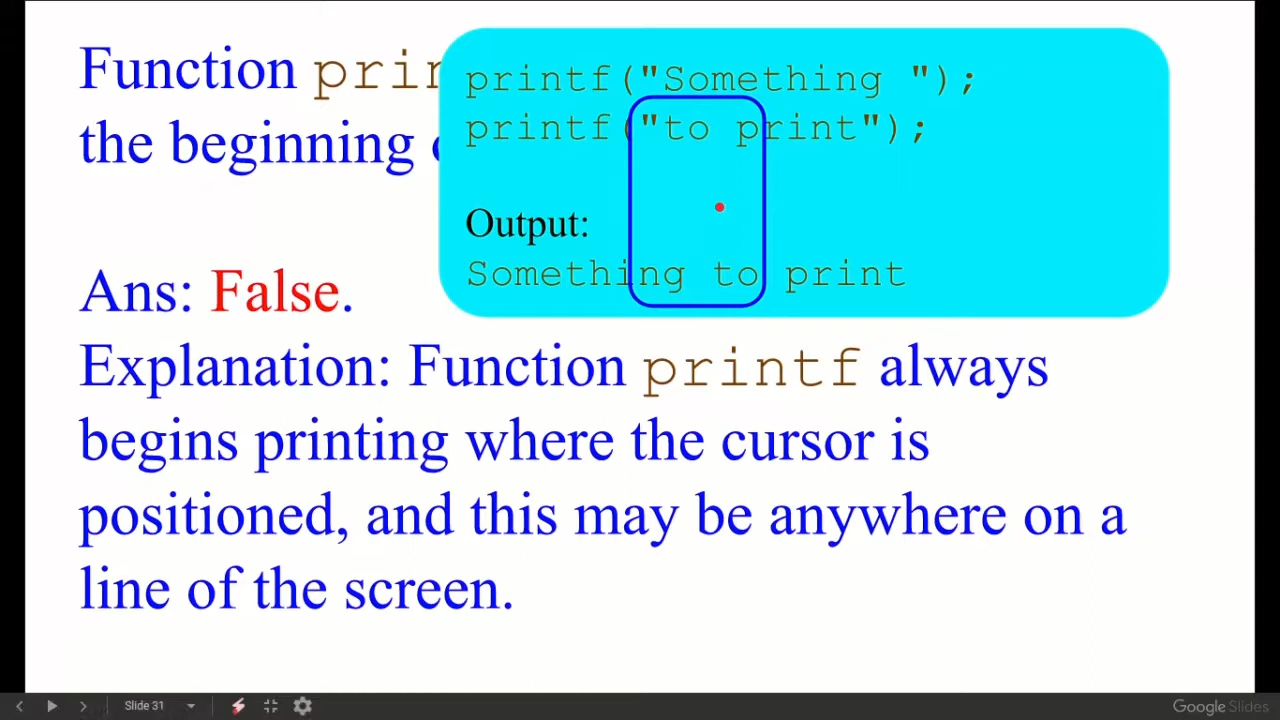 Function prin
the beginning
printf("Something ");
printf("to print");
Output:
Something to print
Ans: False.
Explanation: Function printf always
begins printing where the cursor is
positioned, and this may be anywhere on a
line of the screen.
Slide 31
Google Slides